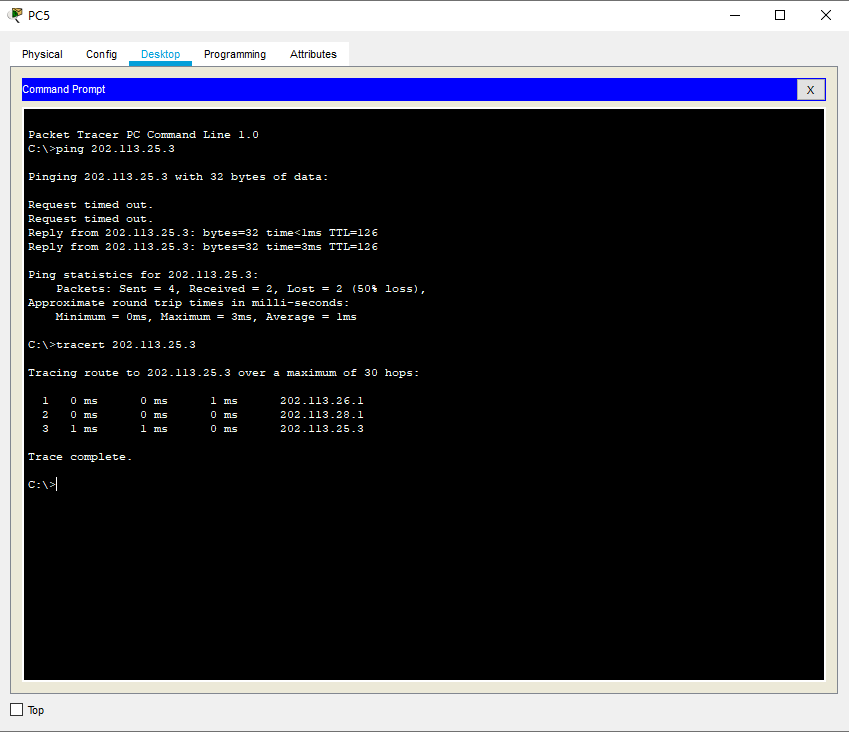 PC5
Physical Config Desktop Programming Attributes
Command Prompt
X
Packet Tracer PC Command Line 1.0
C:\>ping 202.113.25.3
Pinging 202.113.25.3 with 32 bytes of data:
Request timed out.
Request timed out.
Reply from 202.113.25.3: bytes=32 time<1ms TTL=126
Reply from 202.113.25.3: bytes=32 time=3ms TTL=126
Ping statistics for 202.113.25.3:
    Packets: Sent = 4, Received = 2, Lost = 2 (50% loss),
Approximate round trip times in milli-seconds:
    Minimum = 0ms, Maximum = 3ms, Average = 1ms
C:\>tracert 202.113.25.3
Tracing route to 202.113.25.3 over a maximum of 30 hops:
  1   0 ms      0 ms      1 ms      202.113.26.1
  2   0 ms      0 ms      0 ms      202.113.28.1
  3   1 ms      1 ms      0 ms      202.113.25.3
Trace complete.
C:\>
Top